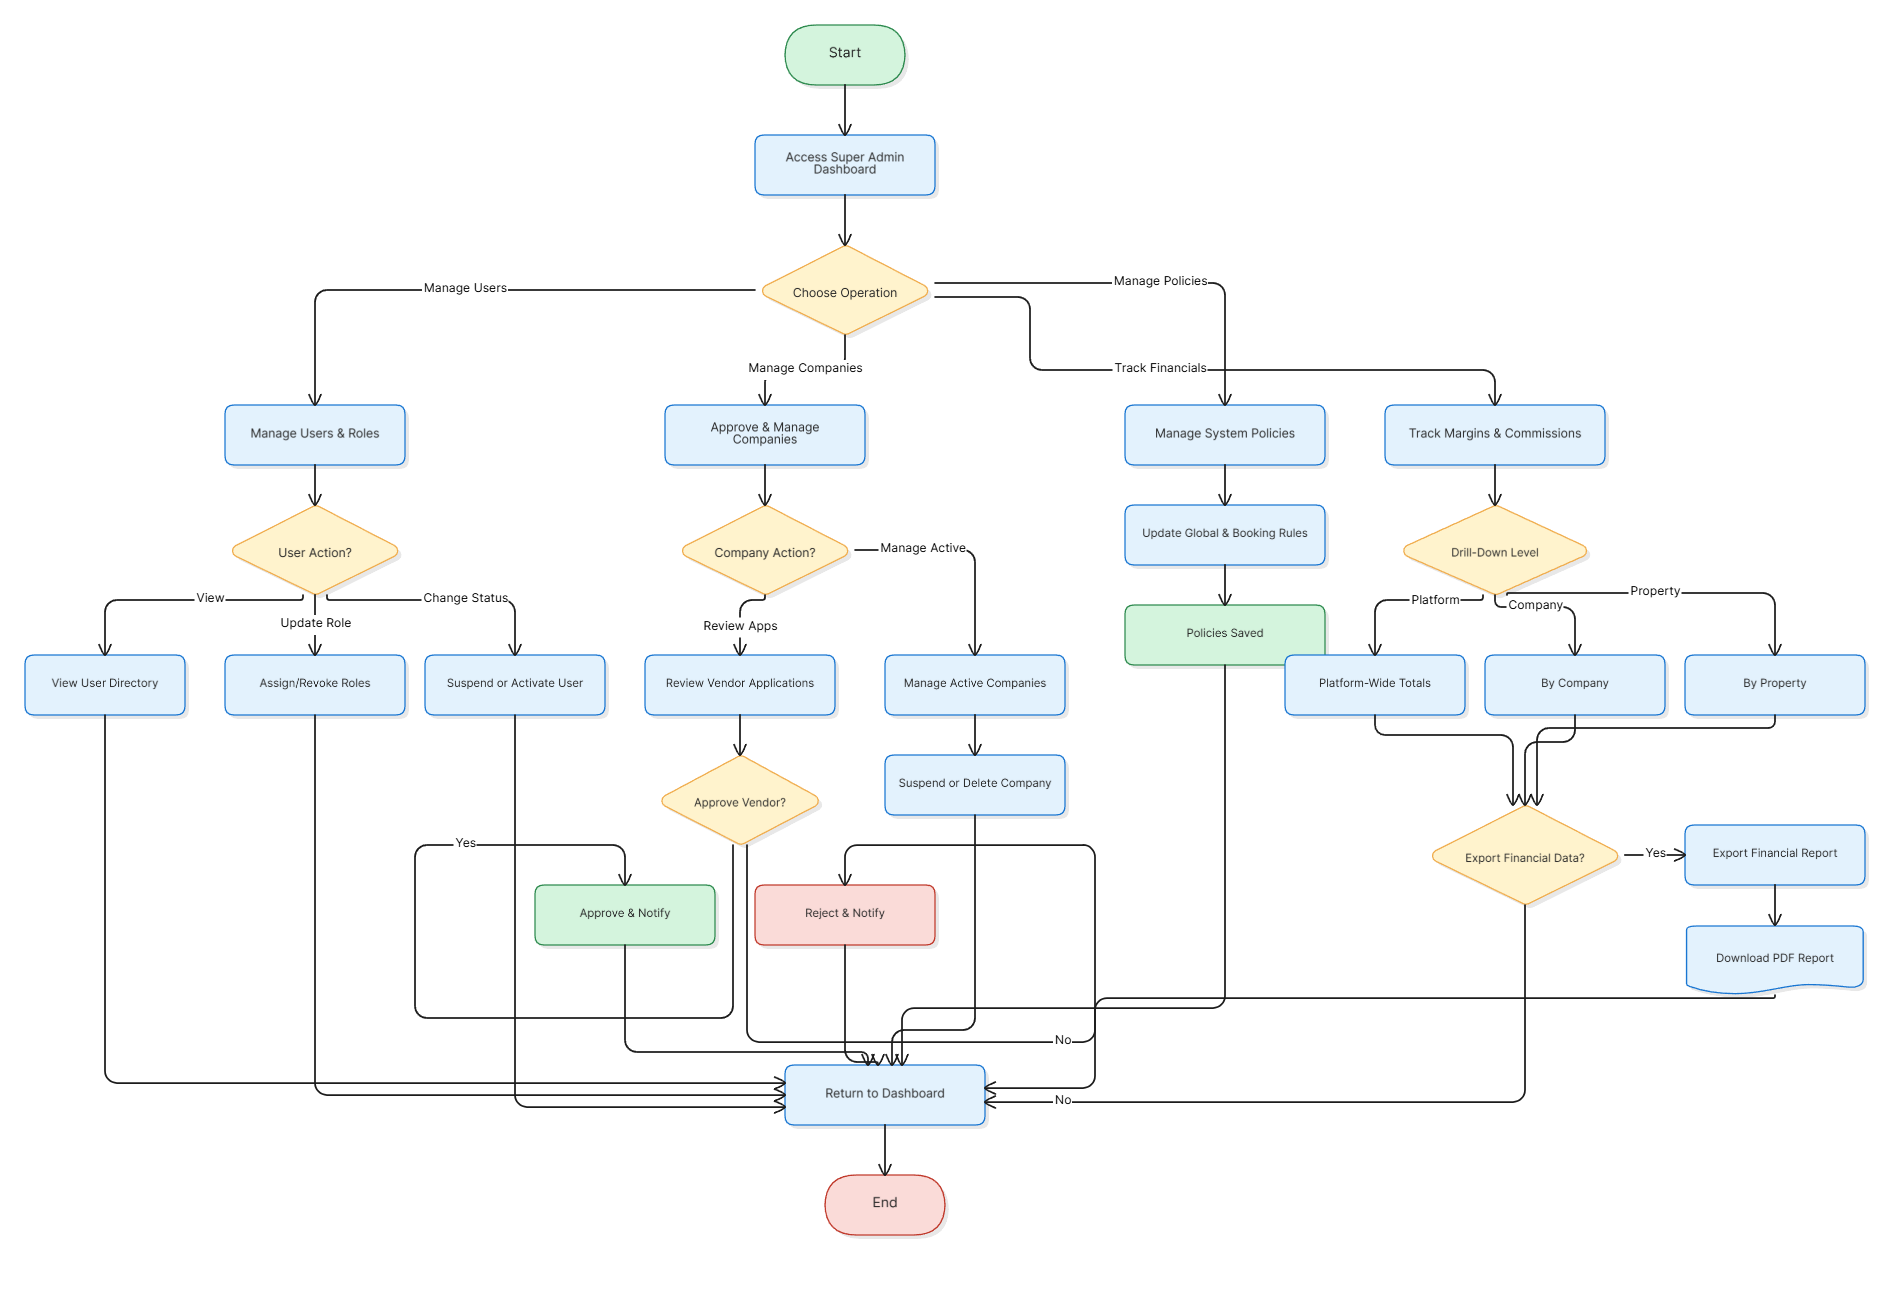 Start
Access Super Admin
Dashboard
Choose Operation
Manage Users
Manage Policies
Manage Companies
Track Financials
Manage Users & Roles
Approve & Manage
Companies
Manage System Policies
Track Margins & Commissions
User Action?
Company Action?
Manage Active
Update Global & Booking Rules
Drill-Down Level
View
Update Role
Change Status
Review Apps
Platform
Company
Property
Policies Saved
View User Directory
Assign/Revoke Roles
Suspend or Activate User
Review Vendor Applications
Manage Active Companies
Platform-Wide Totals
By Company
By Property
Approve Vendor?
Suspend or Delete Company
Yes
Export Financial Data?
Yes
Export Financial Report
Approve & Notify
Reject & Notify
Download PDF Report
No
Return to Dashboard
No
End